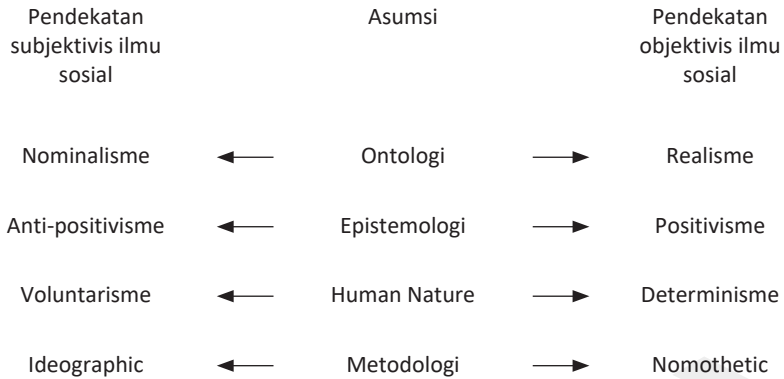 Pendekatan
subjektivis ilmu
sosial
Asumsi
Pendekatan
objektivis ilmu
sosial
Nominalisme Ontologi Realisme
Anti-positivisme Epistemologi Positivisme
Voluntarisme Human Nature Determinisme
Ideographic Metodologi Nomothetic